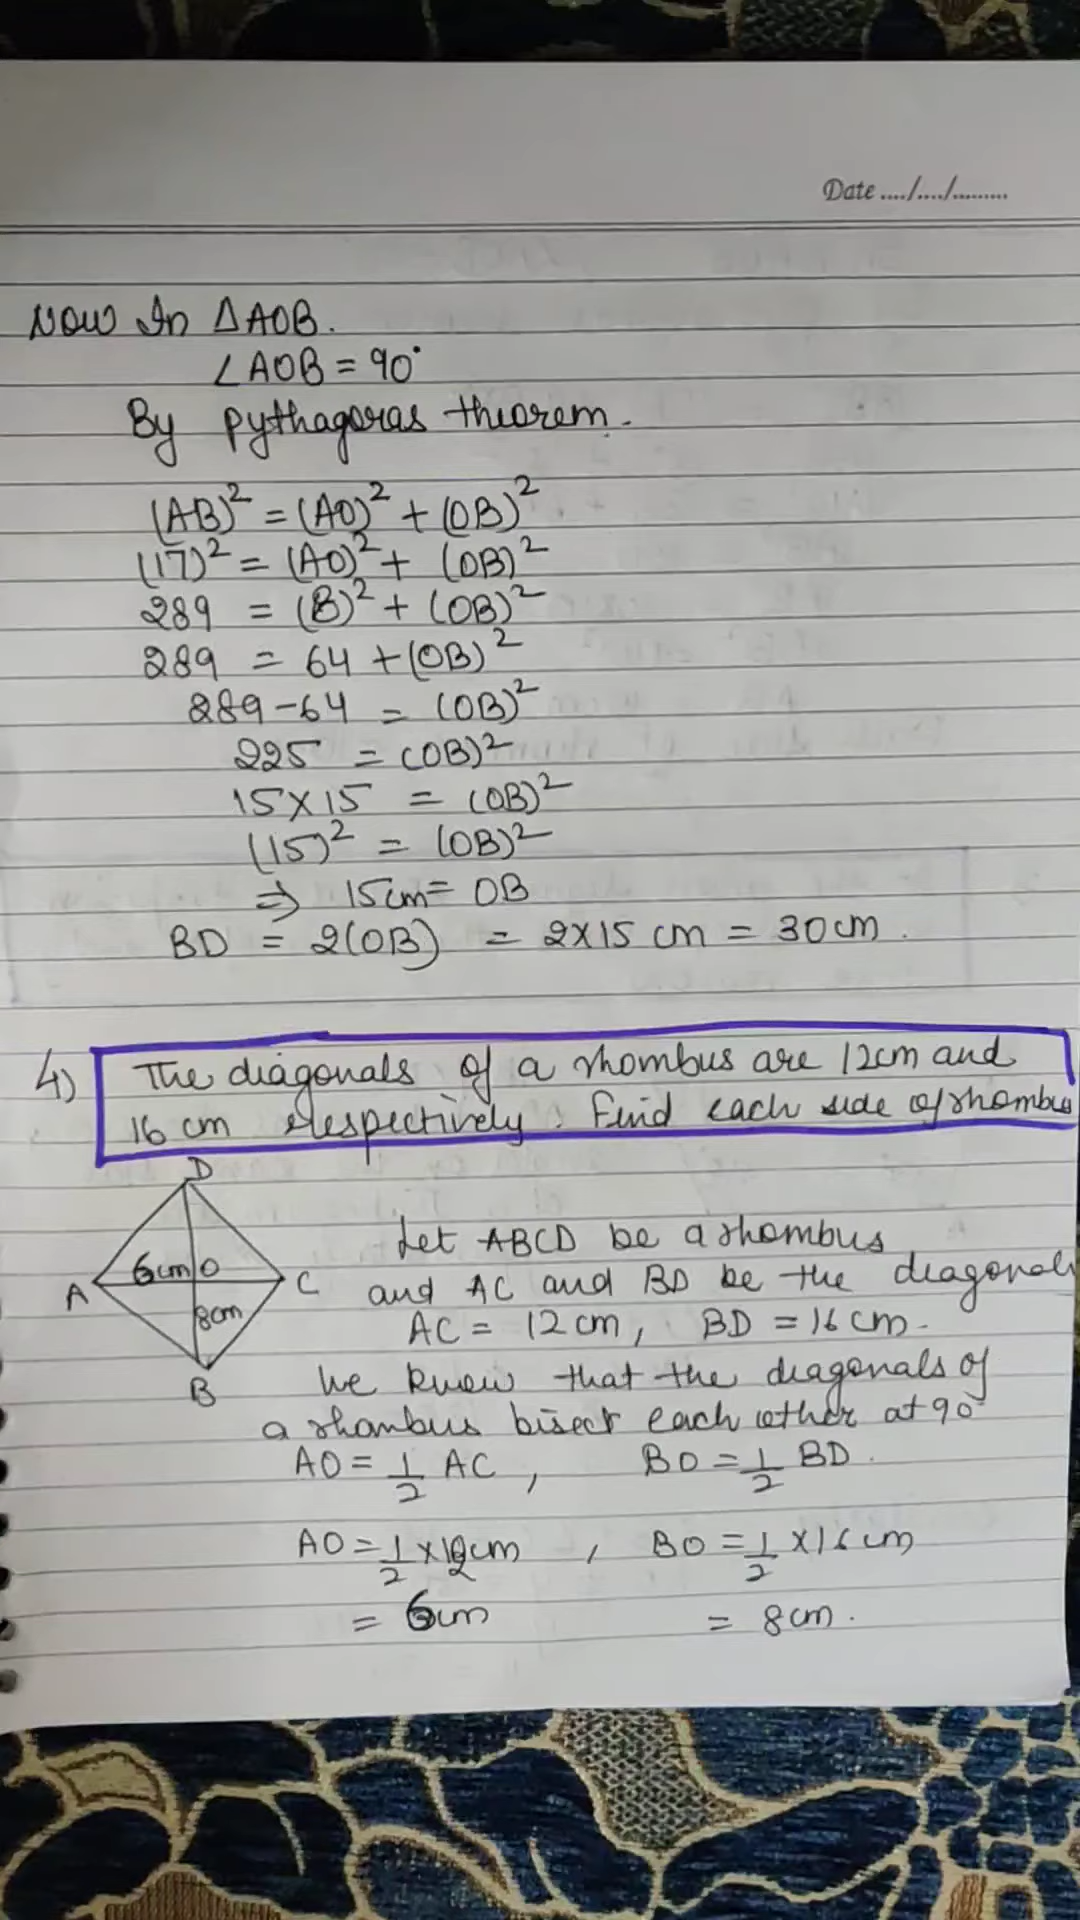 Date ..../..../.........
Now In ΔAOB.
∠AOB = 90°
By pythagoras theorem.
(AB)² = (AO)² + (OB)²
(17)² = (AO)² + (OB)²
289 = (8)² + (OB)²
289 = 64 + (OB)²
289 - 64 = (OB)²
225 = (OB)²
15 × 15 = (OB)²
(15)² = (OB)²
⇒ 15cm = OB
BD = 2(OB) = 2×15 cm = 30 cm.
4) The diagonals of a rhombus are 12cm and
16 cm respectively. Find each side of rhombus
D
6cm O
A C
8cm
B
Let ABCD be a rhombus
and AC and BD be the diagonals
AC = 12 cm, BD = 16 cm.
We know that the diagonals of
a rhombus bisect each other at 90°
AO = 1/2 AC, BO = 1/2 BD.
AO = 1/2 × 12cm, BO = 1/2 × 16 cm
= 6cm = 8cm.